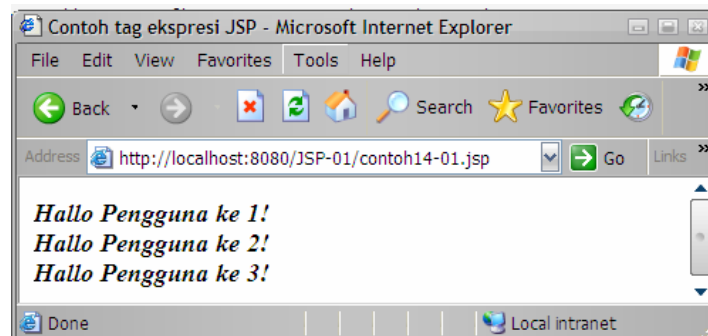 Contoh tag ekspresi JSP - Microsoft Internet Explorer
File Edit View Favorites Tools Help
Back Search Favorites »
Address http://localhost:8080/JSP-01/contoh14-01.jsp Go Links »
Hallo Pengguna ke 1!
Hallo Pengguna ke 2!
Hallo Pengguna ke 3!
Done Local intranet